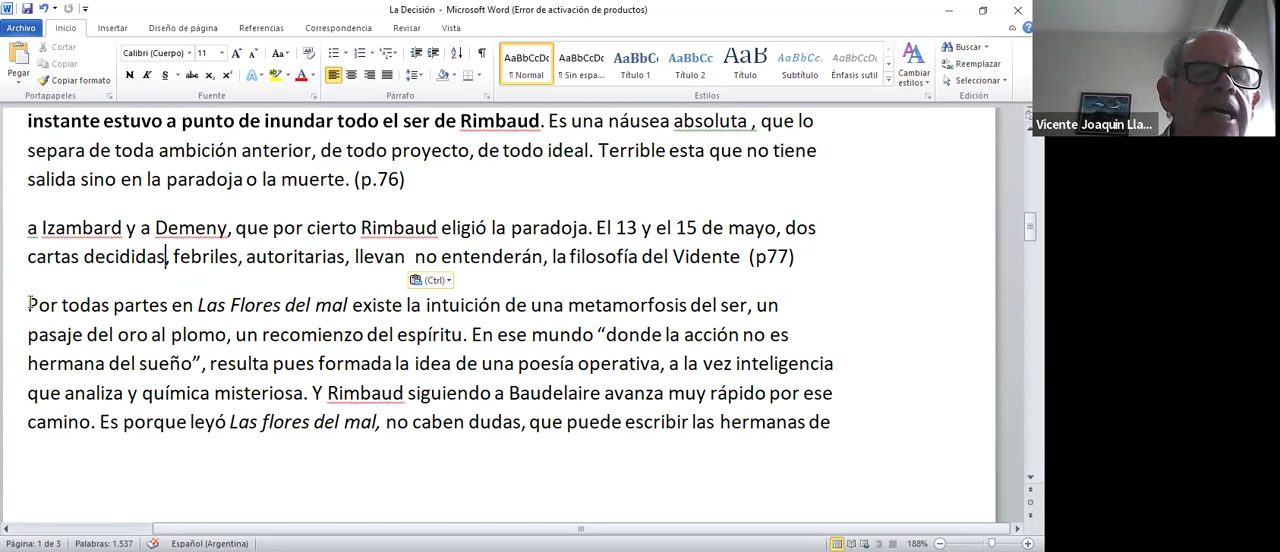 La Decisión - Microsoft Word (Error de activación de productos)
Archivo Inicio Insertar Diseño de página Referencias Correspondencia Revisar Vista
Cortar
Copiar
Copiar formato
Pegar
Portapapeles
Calibri (Cuerpo) 11
Fuente
Párrafo
AaBbCcDc AaBbCcDc AaBbC AaBbCc AaB AaBbCc. AaBbCcDc
¶ Normal ¶ Sin espa... Título 1 Título 2 Título Subtítulo Énfasis sutil
Estilos
Cambiar estilos
Buscar
Reemplazar
Seleccionar
Edición
Vicente Joaquin Lla...
instante estuvo a punto de inundar todo el ser de Rimbaud. Es una náusea absoluta , que lo
separa de toda ambición anterior, de todo proyecto, de todo ideal. Terrible esta que no tiene
salida sino en la paradoja o la muerte. (p.76)
a Izambard y a Demeny, que por cierto Rimbaud eligió la paradoja. El 13 y el 15 de mayo, dos
cartas decididas, febriles, autoritarias, llevan no entenderán, la filosofía del Vidente (p77)
(Ctrl)
Por todas partes en Las Flores del mal existe la intuición de una metamorfosis del ser, un
pasaje del oro al plomo, un recomienzo del espíritu. En ese mundo “donde la acción no es
hermana del sueño”, resulta pues formada la idea de una poesía operativa, a la vez inteligencia
que analiza y química misteriosa. Y Rimbaud siguiendo a Baudelaire avanza muy rápido por ese
camino. Es porque leyó Las flores del mal, no caben dudas, que puede escribir las hermanas de
Página: 1 de 3 Palabras: 1.537 Español (Argentina) 188%